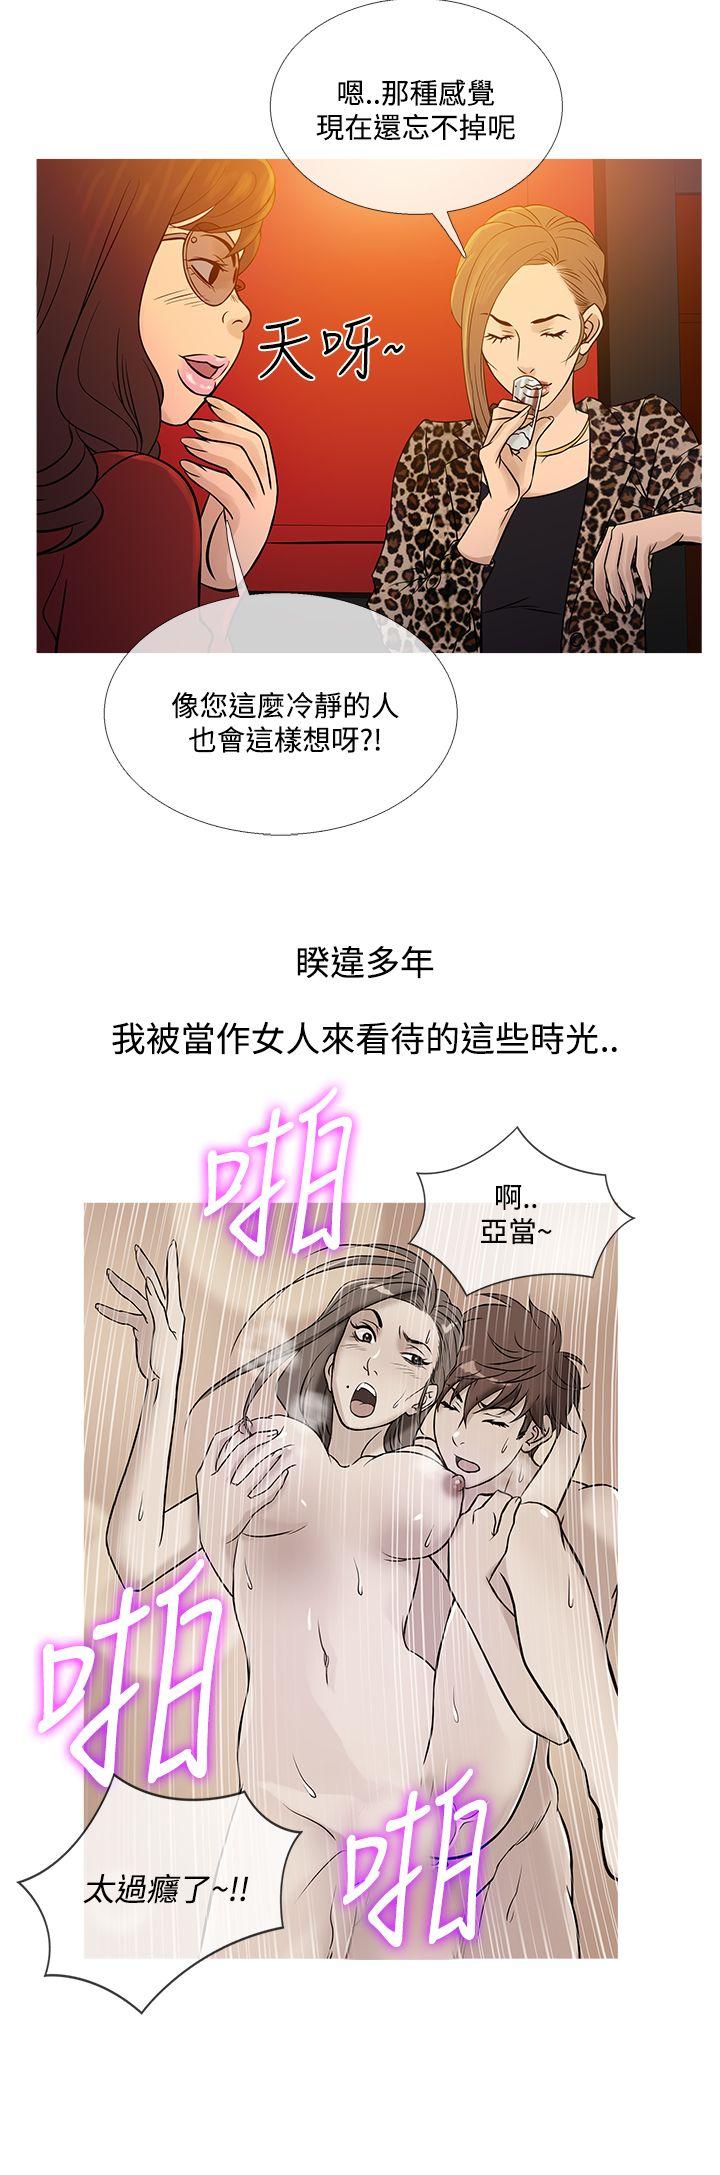 嗯..那種感覺
現在還忘不掉呢
天呀~
像您這麼冷靜的人
也會這樣想呀?!
睽違多年
我被當作女人來看待的這些時光..
啪
啊..
亞當~
啪
啪
太過癮了~!!